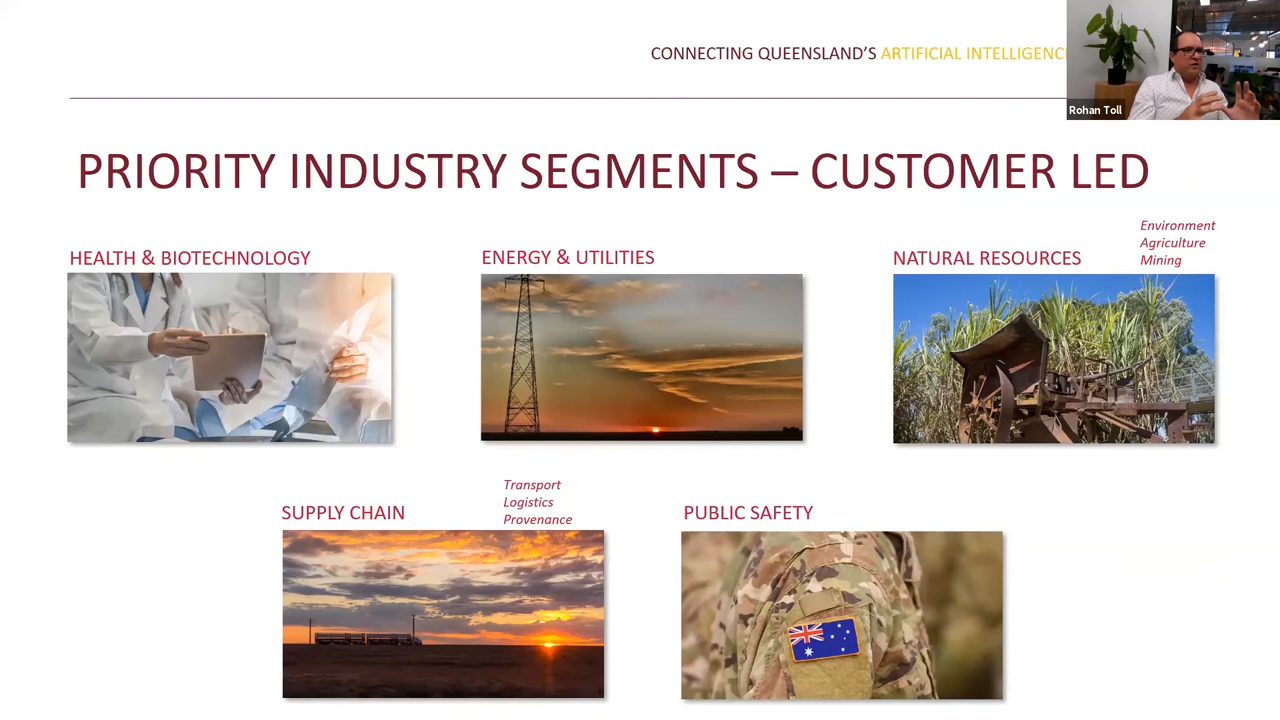 CONNECTING QUEENSLAND'S ARTIFICIAL
Rohan Toll
PRIORITY INDUSTRY SEGMENTS – CUSTOMER LED
HEALTH & BIOTECHNOLOGY
ENERGY & UTILITIES
NATURAL RESOURCES
Environment
Agriculture
Mining
SUPPLY CHAIN
Transport
Logistics
Provenance
PUBLIC SAFETY